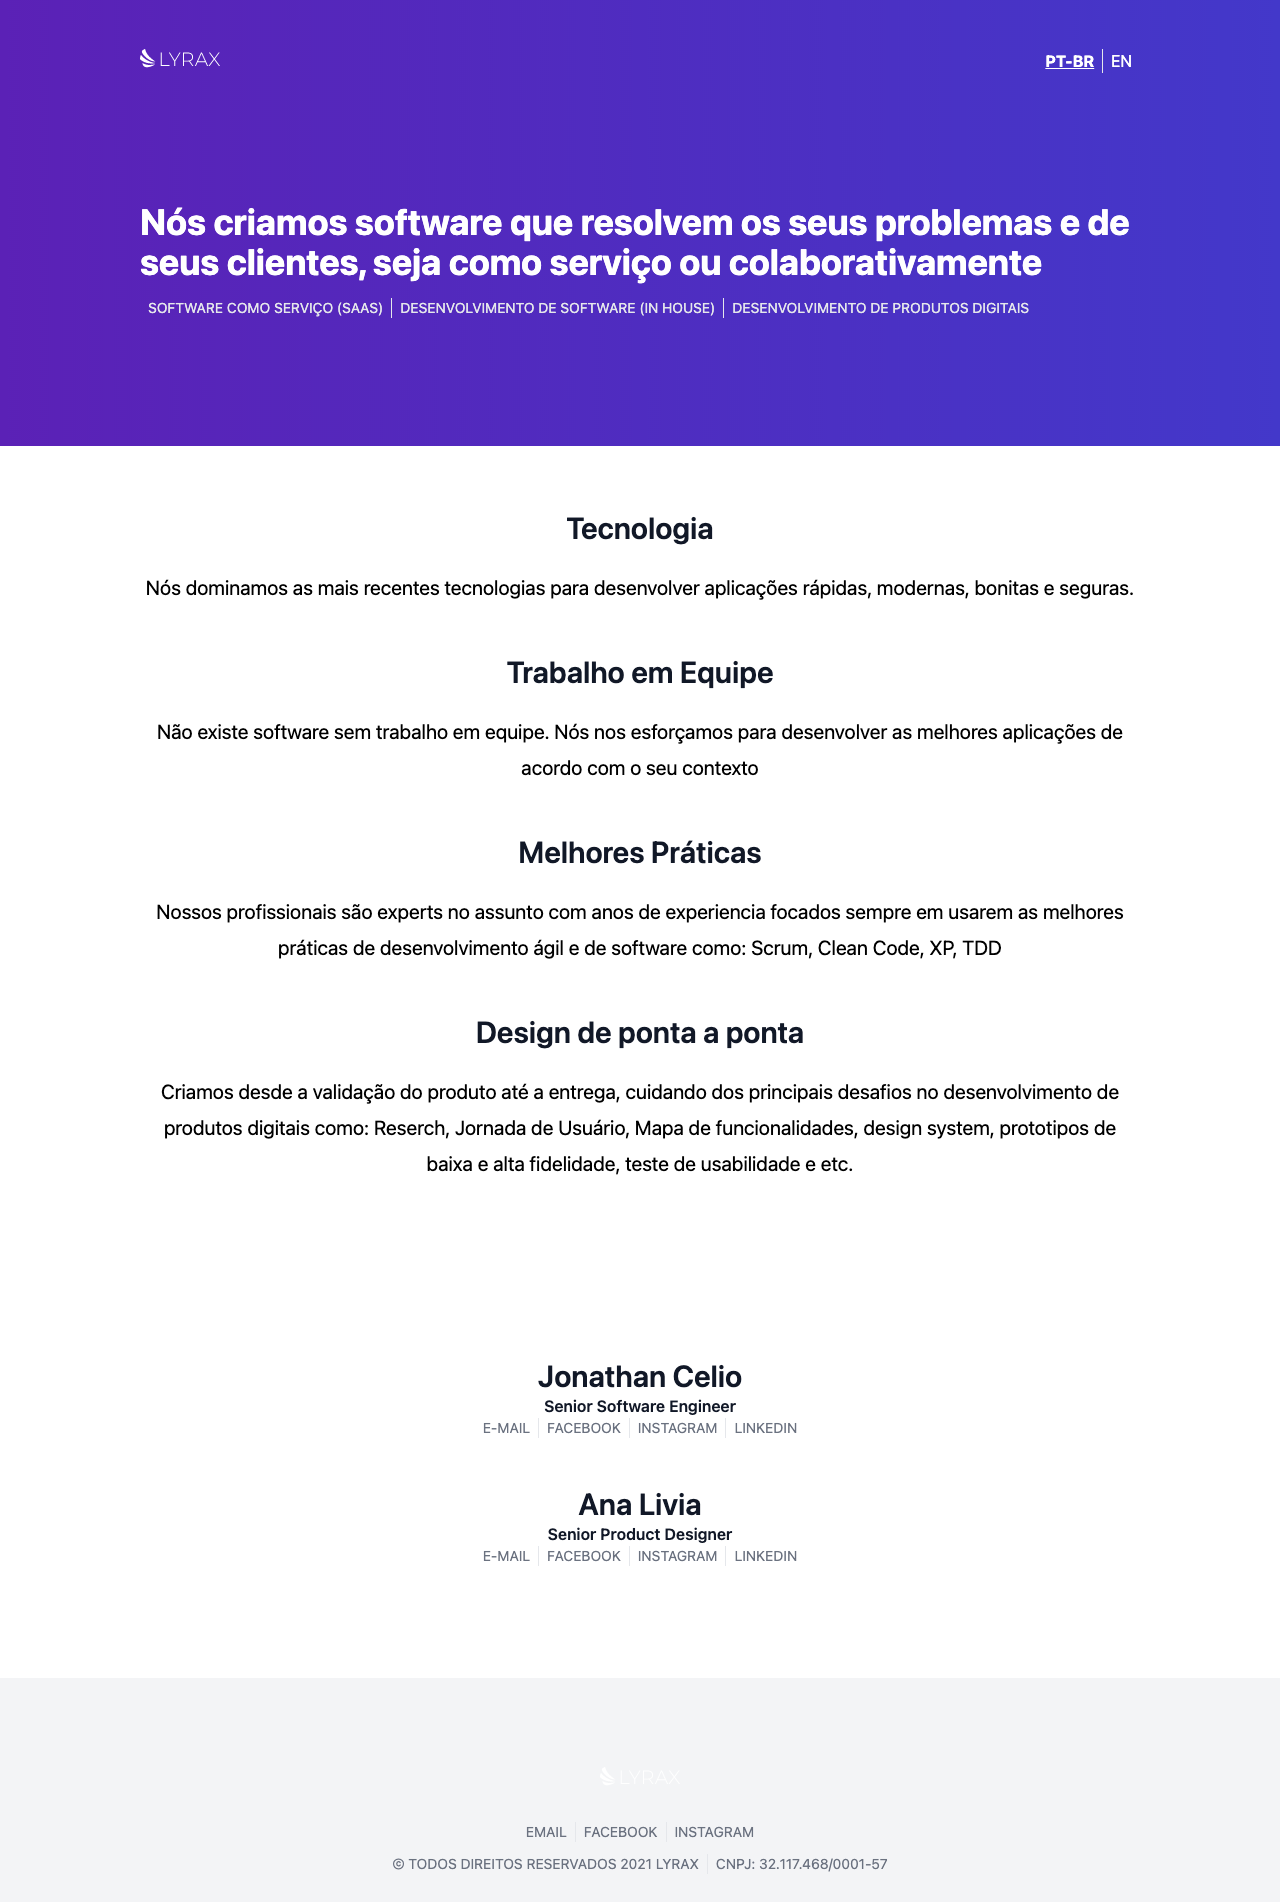 LYRAX
PT-BR
EN
Nós criamos software que resolvem os seus problemas e de
seus clientes, seja como serviço ou colaborativamente
SOFTWARE COMO SERVIÇO (SAAS)
DESENVOLVIMENTO DE SOFTWARE (IN HOUSE)
DESENVOLVIMENTO DE PRODUTOS DIGITAIS
Tecnologia
Nós dominamos as mais recentes tecnologias para desenvolver aplicações rápidas, modernas, bonitas e seguras.
Trabalho em Equipe
Não existe software sem trabalho em equipe. Nós nos esforçamos para desenvolver as melhores aplicações de
acordo com o seu contexto
Melhores Práticas
Nossos profissionais são experts no assunto com anos de experiencia focados sempre em usarem as melhores
práticas de desenvolvimento ágil e de software como: Scrum, Clean Code, XP, TDD
Design de ponta a ponta
Criamos desde a validação do produto até a entrega, cuidando dos principais desafios no desenvolvimento de
produtos digitais como: Reserch, Jornada de Usuário, Mapa de funcionalidades, design system, prototipos de
baixa e alta fidelidade, teste de usabilidade e etc.
Jonathan Celio
Senior Software Engineer
E-MAIL
FACEBOOK
INSTAGRAM
LINKEDIN
Ana Livia
Senior Product Designer
E-MAIL
FACEBOOK
INSTAGRAM
LINKEDIN
LYRAX
EMAIL
FACEBOOK
INSTAGRAM
© TODOS DIREITOS RESERVADOS 2021 LYRAX
CNPJ: 32.117.468/0001-57